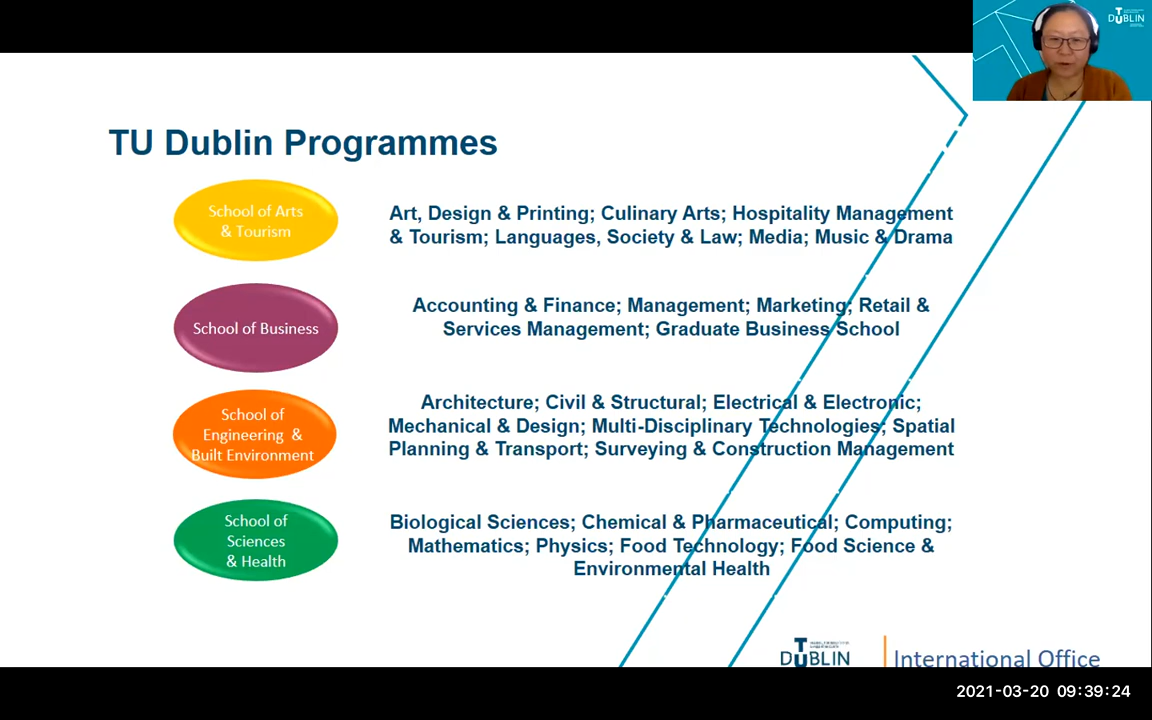 TU
DUBLIN
TU Dublin Programmes
School of Arts
& Tourism
Art, Design & Printing; Culinary Arts; Hospitality Management
& Tourism; Languages, Society & Law; Media; Music & Drama
School of Business
Accounting & Finance; Management; Marketing; Retail &
Services Management; Graduate Business School
School of
Engineering &
Built Environment
Architecture; Civil & Structural; Electrical & Electronic;
Mechanical & Design; Multi-Disciplinary Technologies; Spatial
Planning & Transport; Surveying & Construction Management
School of
Sciences
& Health
Biological Sciences; Chemical & Pharmaceutical; Computing;
Mathematics; Physics; Food Technology; Food Science &
Environmental Health
TU
DUBLIN
International Office
2021-03-20 09:39:24